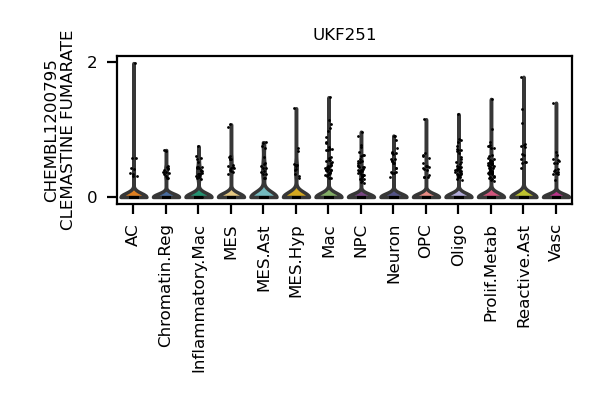 UKF251
CHEMBL1200795
CLEMASTINE FUMARATE
2
0
AC
Chromatin.Reg
Inflammatory.Mac
MES
MES.Ast
MES.Hyp
Mac
NPC
Neuron
OPC
Oligo
Prolif.Metab
Reactive.Ast
Vasc